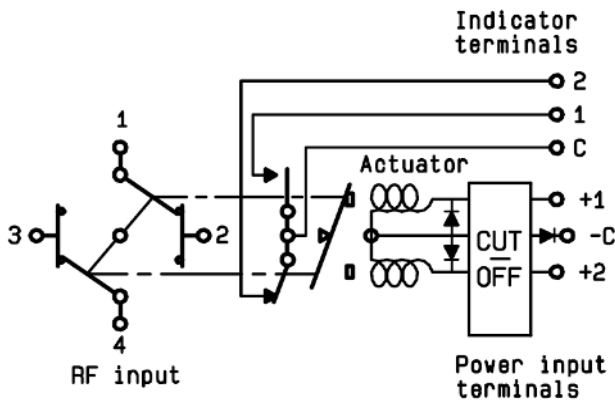 Indicator
terminals
2
1
1
C
Actuator
+1
3
2
CUT
-C
OFF
+2
4
RF input
Power input
terminals